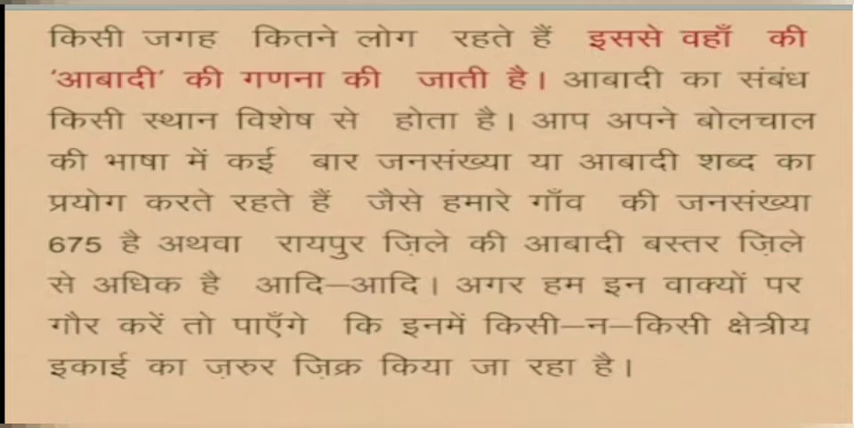 किसी जगह कितने लोग रहते हैं इससे वहाँ की
‘आबादी’ की गणना की जाती है। आबादी का संबंध
किसी स्थान विशेष से होता है। आप अपने बोलचाल
की भाषा में कई बार जनसंख्या या आबादी शब्द का
प्रयोग करते रहते हैं जैसे हमारे गाँव की जनसंख्या
675 है अथवा रायपुर ज़िले की आबादी बस्तर ज़िले
से अधिक है आदि–आदि। अगर हम इन वाक्यों पर
गौर करें तो पाएँगे कि इनमें किसी–न–किसी क्षेत्रीय
इकाई का ज़रुर ज़िक्र किया जा रहा है।